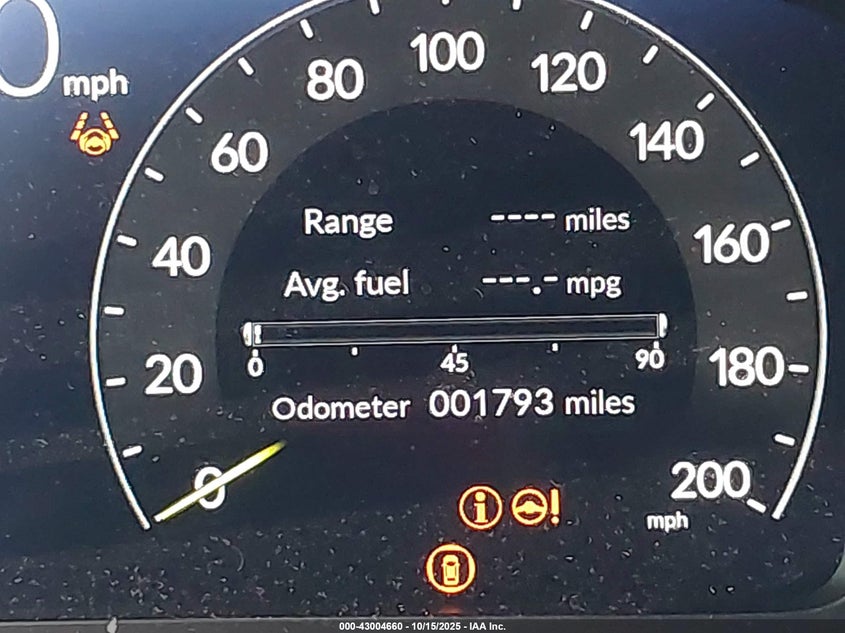 0 mph
100
80
120
60
140
Range ---- miles
40
160
Avg. fuel ---.- mpg
0 45 90
20
180
Odometer 001793 miles
0
200
mph
000-43004660 - 10/15/2025 - IAA Inc.